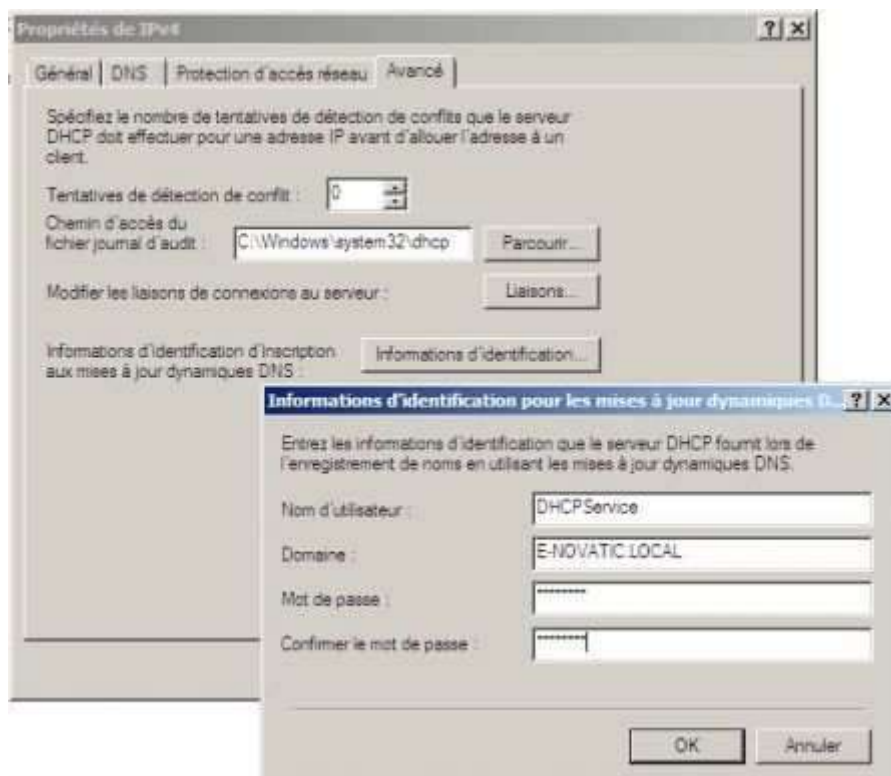 Propriétés de IPv4
Général
DNS
Protection d'accès réseau
Avancé
Spécifiez le nombre de tentatives de détection de conflits que le serveur
DHCP doit effectuer pour une adresse IP avant d'allouer l'adresse à un
client.
Tentatives de détection de conflit :
0
Chemin d'accès du
fichier journal d'audit :
C:\Windows\system32\dhcp
Parcourir...
Modifier les liaisons de connexions au serveur :
Liaisons...
Informations d'identification d'inscription
aux mises à jour dynamiques DNS :
Informations d'identification...
Informations d'identification pour les mises à jour dynamiques D...
Entrez les informations d'identification que le serveur DHCP fournit lors de
l'enregistrement de noms en utilisant les mises à jour dynamiques DNS.
Nom d'utilisateur :
DHCPService
Domaine :
E-NOVATIC.LOCAL
Mot de passe :
********
Confirmer le mot de passe :
********
OK
Annuler